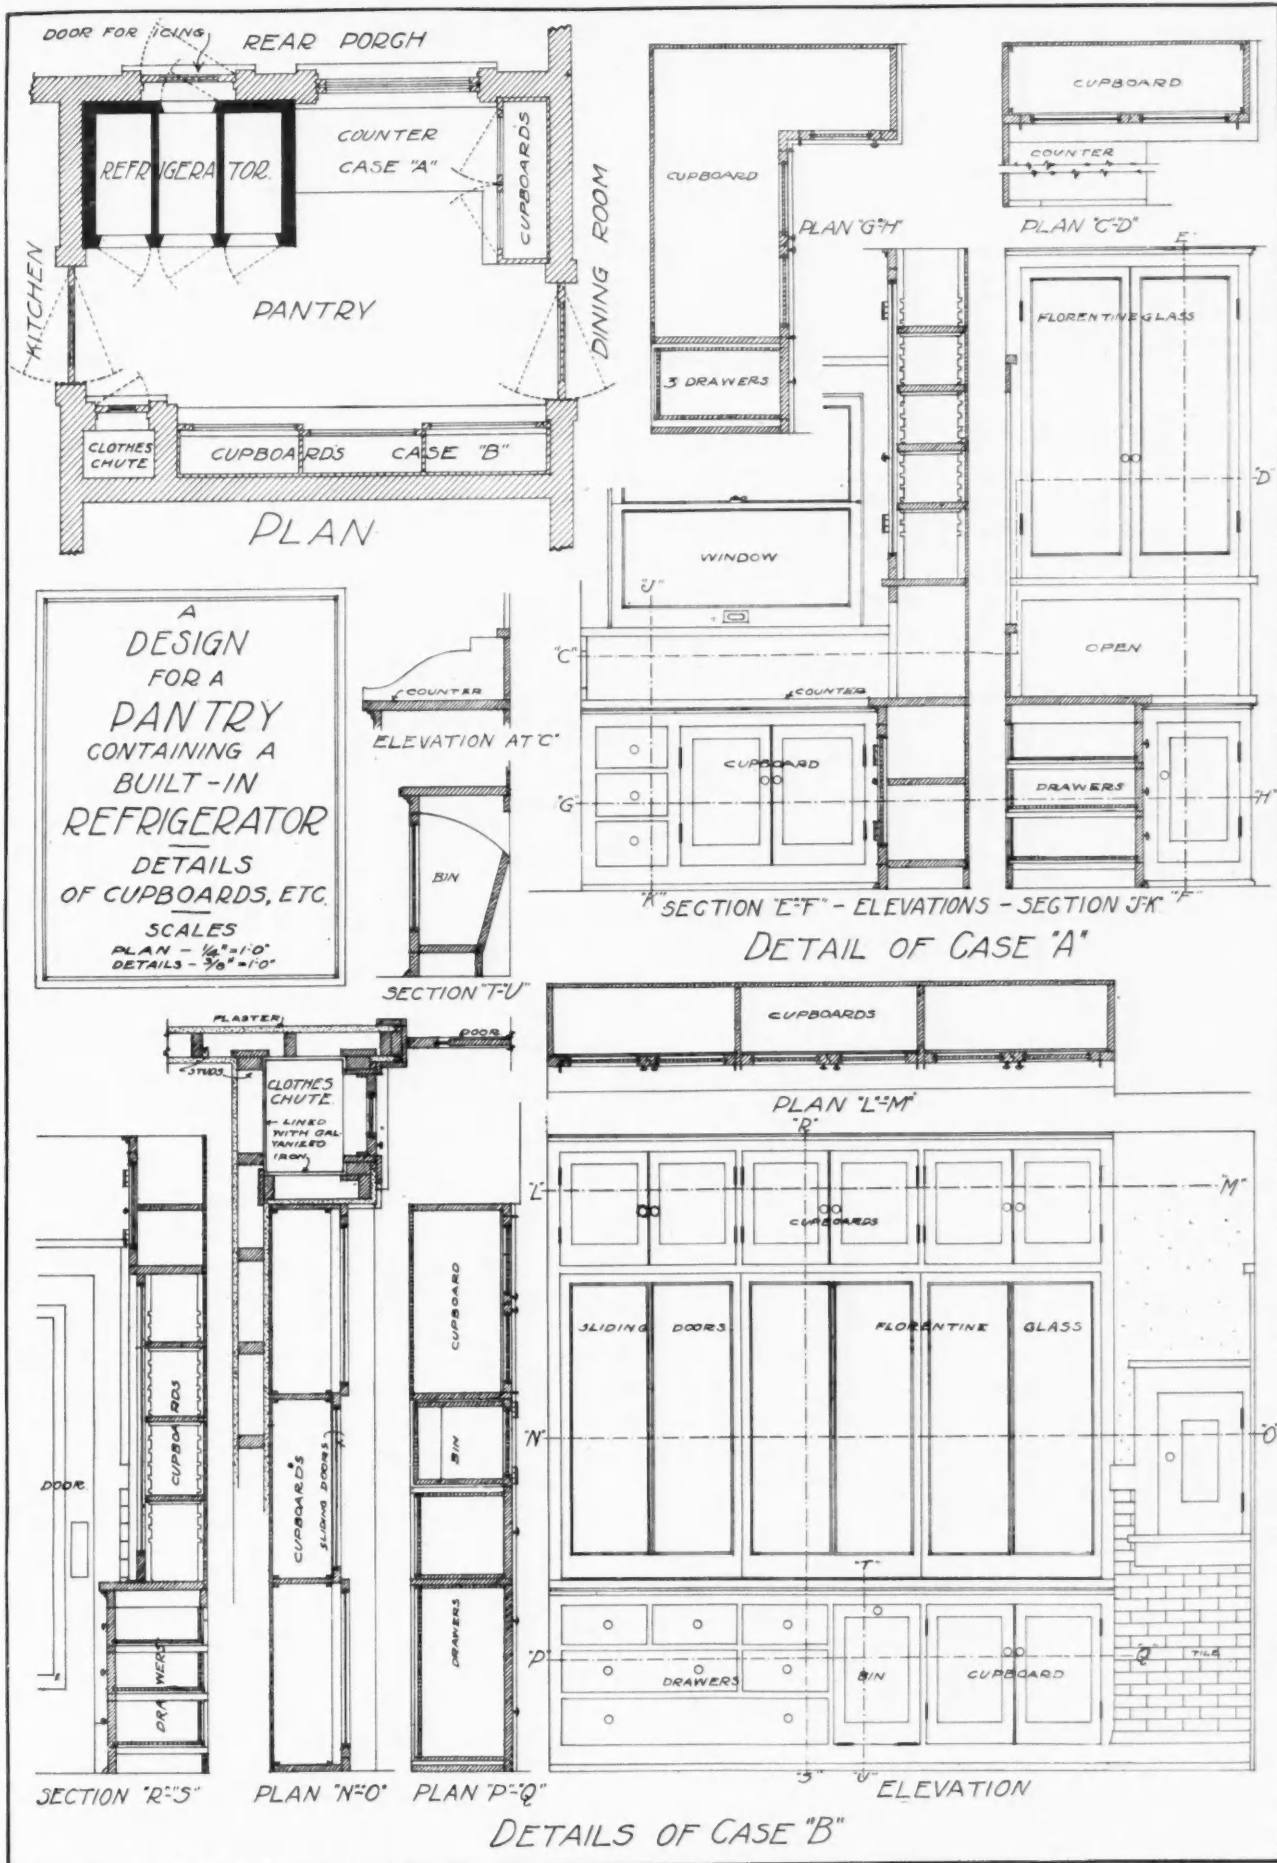 DOOR FOR ICING
REAR PORGH
REFRIGERATOR.
COUNTER
CASE "A"
CUPBOARDS
KITCHEN
PANTRY
DINING ROOM
CLOTHES
CHUTE
CUPBOARDS CASE "B"
PLAN
CUPBOARD
3 DRAWERS
PLAN "G"-"H"
CUPBOARD
COUNTER
PLAN "C"-"D"
"E"
FLORENTINE GLASS
"D"
WINDOW
"J"
"C"
OPEN
COUNTER
CUPBOARD
"G"
DRAWERS
"H"
"K"
"F"
SECTION "E"-"F" - ELEVATIONS - SECTION J-K
DETAIL OF CASE "A"
A
DESIGN
FOR A
PANTRY
CONTAINING A
BUILT-IN
REFRIGERATOR
DETAILS
OF CUPBOARDS, ETC.
SCALES
PLAN - 1/4" = 1'-0"
DETAILS - 3/8" = 1'-0"
COUNTER
ELEVATION AT "C"
BIN
SECTION "T"-"U"
PLASTER
DOOR
STUDS
CLOTHES
CHUTE
LINED
WITH GAL-
VANIZED
IRON
CUPBOARDS
PLAN "L"-"M"
"R"
"L"
"M"
CUPBOARDS
SLIDING DOORS
FLORENTINE GLASS
"N"
"O"
"T"
"P"
"Q"
DRAWERS
BIN
CUPBOARD
TILE
"S"
"U"
ELEVATION
DOOR
CUPBOARDS
DRAWERS
SECTION "R"-"S"
CUPBOARDS
SLIDING DOORS
PLAN "N"-"O"
CUPBOARD
BIN
DRAWERS
PLAN "P"-"Q"
DETAILS OF CASE "B"